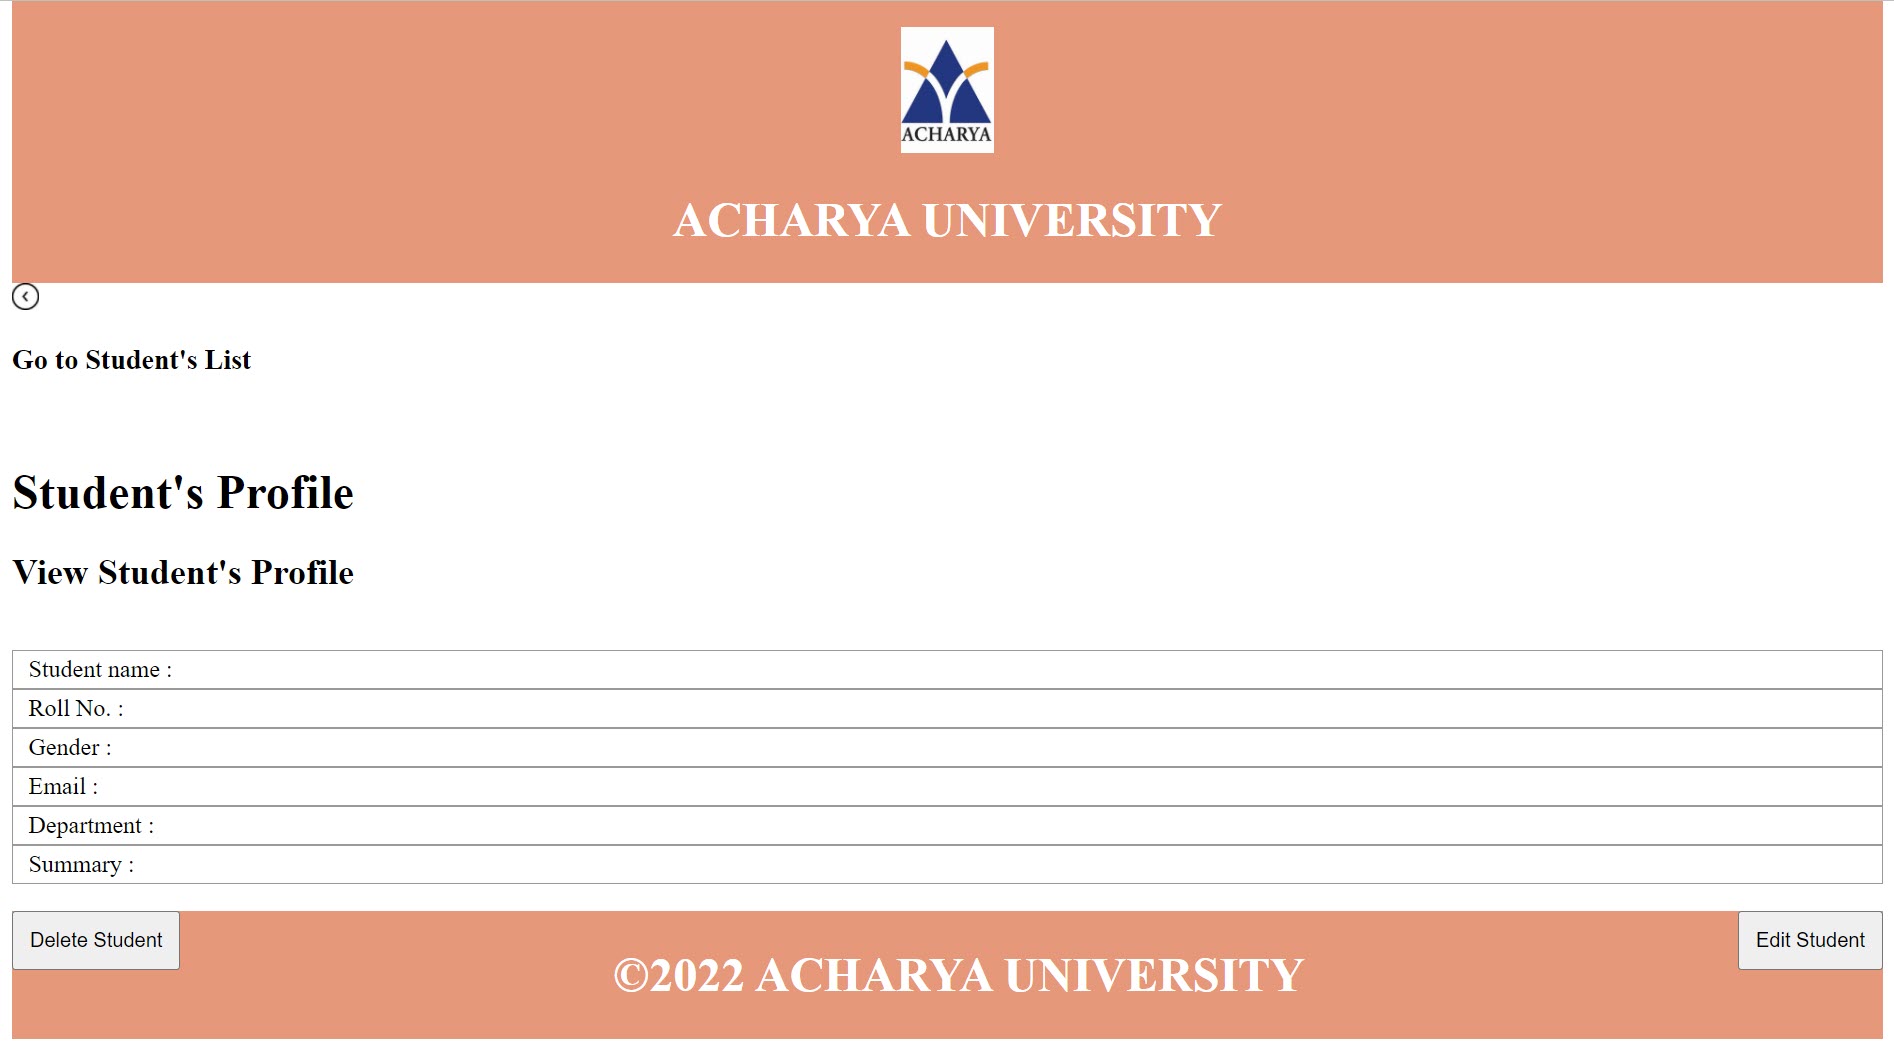 ACHARYA
ACHARYA UNIVERSITY
Go to Student's List
Student's Profile
View Student's Profile
Student name :
Roll No. :
Gender :
Email :
Department :
Summary :
Delete Student
Edit Student
©2022 ACHARYA UNIVERSITY